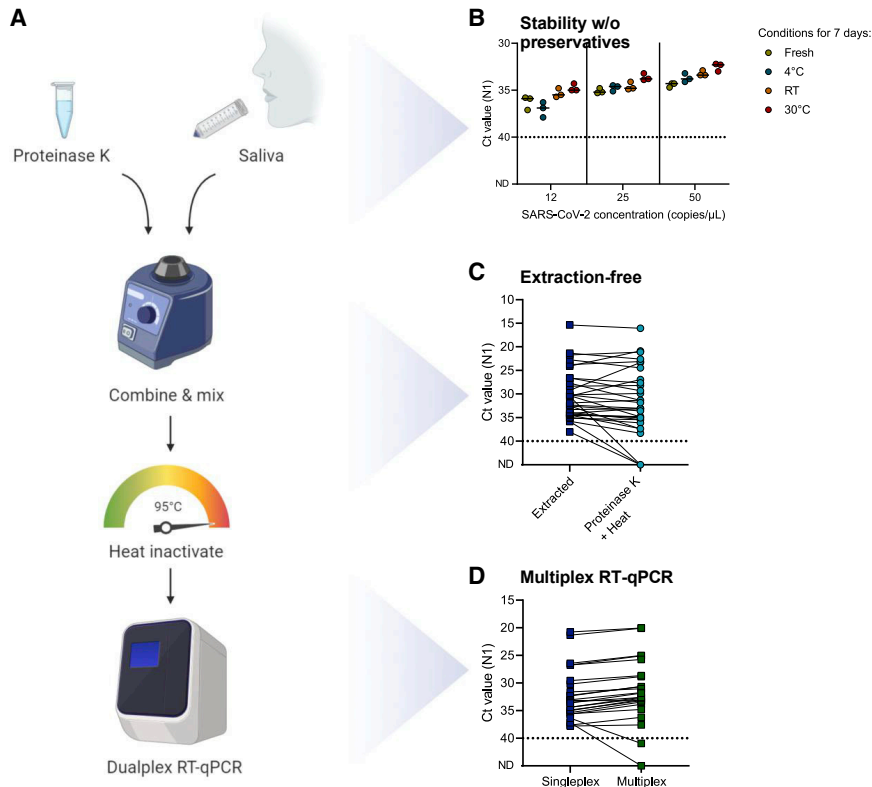 A
Proteinase K
Saliva
Combine & mix
95°C
Heat inactivate
Dualplex RT-qPCR
B
Stability w/o
preservatives
Conditions for 7 days:
Fresh
4°C
RT
30°C
Ct value (N1)
30
35
40
ND
12
25
50
SARS-CoV-2 concentration (copies/µL)
C
Extraction-free
Ct value (N1)
10
15
20
25
30
35
40
ND
Extracted
Proteinase K
+ Heat
D
Multiplex RT-qPCR
Ct value (N1)
15
20
25
30
35
40
ND
Singleplex
Multiplex